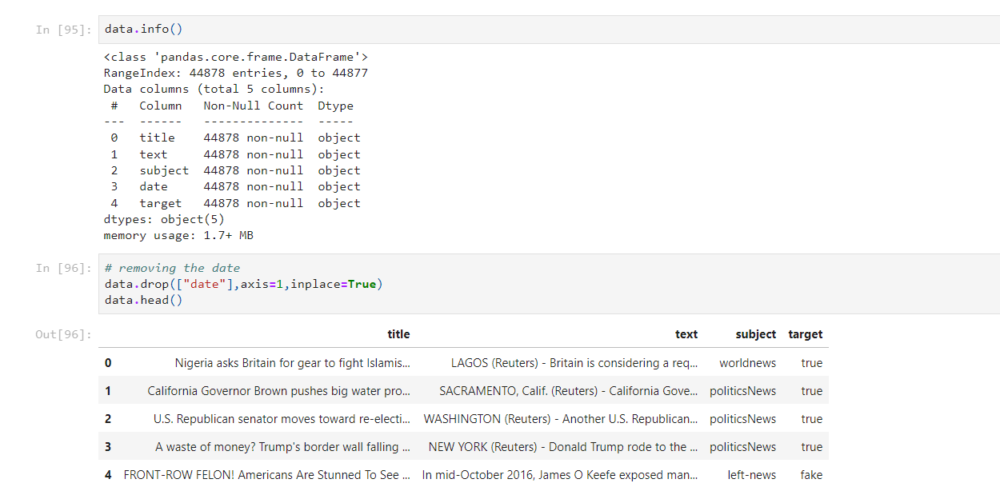 In [95]: data.info()
<class 'pandas.core.frame.DataFrame'>
RangeIndex: 44878 entries, 0 to 44877
Data columns (total 5 columns):
# Column Non-Null Count Dtype
--- ------ -------------- -----
0 title 44878 non-null object
1 text 44878 non-null object
2 subject 44878 non-null object
3 date 44878 non-null object
4 target 44878 non-null object
dtypes: object(5)
memory usage: 1.7+ MB
In [96]: # removing the date
data.drop(["date"],axis=1,inplace=True)
data.head()
Out[96]: title text subject target
0 Nigeria asks Britain for gear to fight Islamis... LAGOS (Reuters) - Britain is considering a req... worldnews true
1 California Governor Brown pushes big water pro... SACRAMENTO, Calif. (Reuters) - California Gove... politicsNews true
2 U.S. Republican senator moves toward re-electi... WASHINGTON (Reuters) - Another U.S. Republican... politicsNews true
3 A waste of money? Trump's border wall falling ... NEW YORK (Reuters) - Donald Trump rode to the ... politicsNews true
4 FRONT-ROW FELON! Americans Are Stunned To See ... In mid-October 2016, James O Keefe exposed man... left-news fake